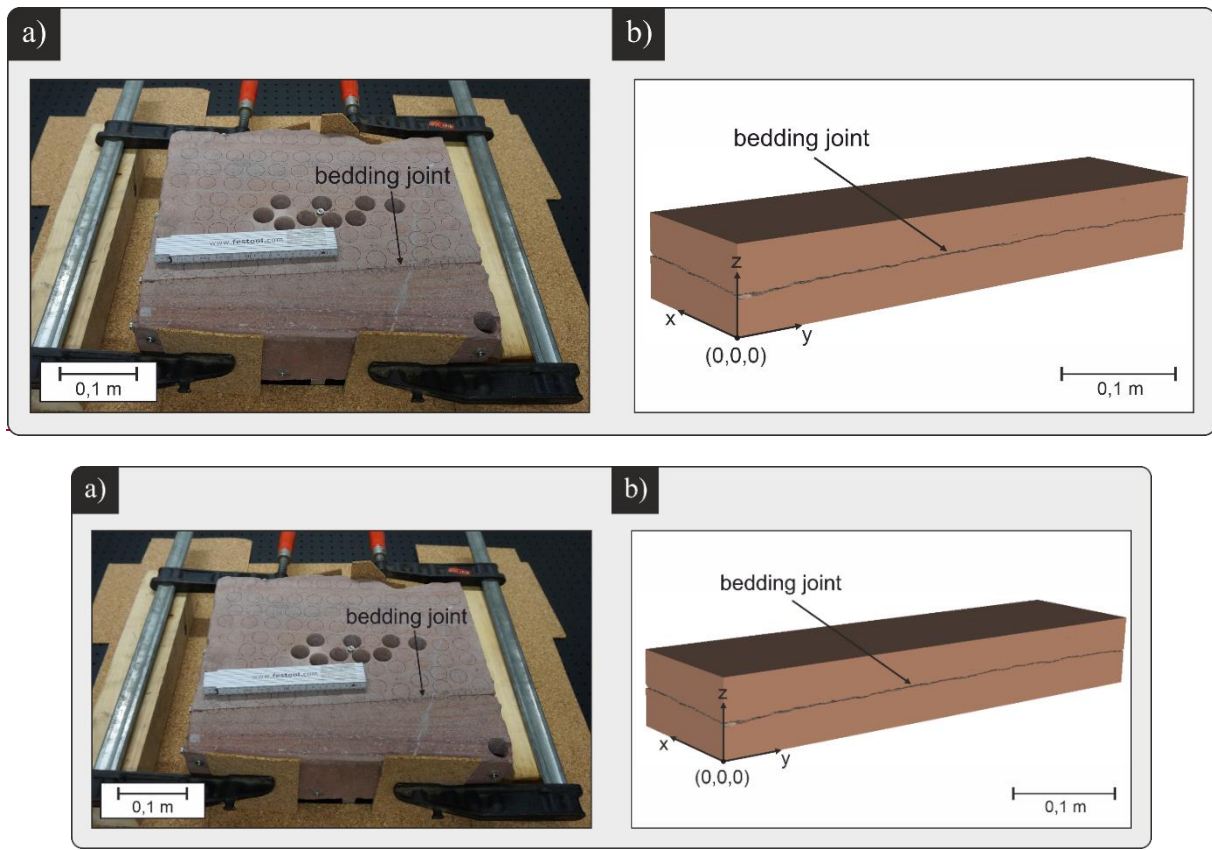 a)
b)
bedding joint
www.festool.com
0,1 m
bedding joint
z
x
y
(0,0,0)
0,1 m
a)
b)
bedding joint
www.festool.com
0,1 m
bedding joint
z
x
y
(0,0,0)
0,1 m